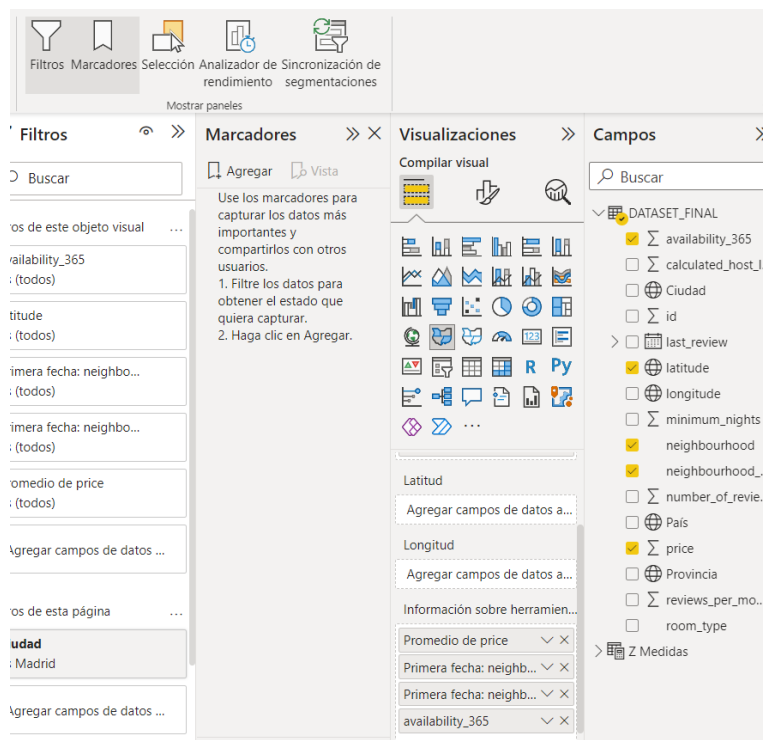 Filtros Marcadores Selección Analizador de Sincronización de
rendimiento segmentaciones
Mostrar paneles
Filtros
Buscar
ros de este objeto visual ...
vailability_365
(todos)
titude
(todos)
rimera fecha: neighbo...
(todos)
rimera fecha: neighbo...
(todos)
romedio de price
(todos)
Agregar campos de datos ...
ros de esta página ...
iudad
Madrid
Agregar campos de datos ...
Marcadores
Agregar Vista
Use los marcadores para
capturar los datos más
importantes y
compartirlos con otros
usuarios.
1. Filtre los datos para
obtener el estado que
quiera capturar.
2. Haga clic en Agregar.
Visualizaciones
Compilar visual
123
R Py
...
Latitud
Agregar campos de datos a...
Longitud
Agregar campos de datos a...
Información sobre herramien...
Promedio de price
Primera fecha: neighb...
Primera fecha: neighb...
availability_365
Campos
Buscar
DATASET_FINAL
availability_365
calculated_host_l...
Ciudad
id
last_review
latitude
longitude
minimum_nights
neighbourhood
neighbourhood_...
number_of_revie...
País
price
Provincia
reviews_per_mo...
room_type
Z Medidas